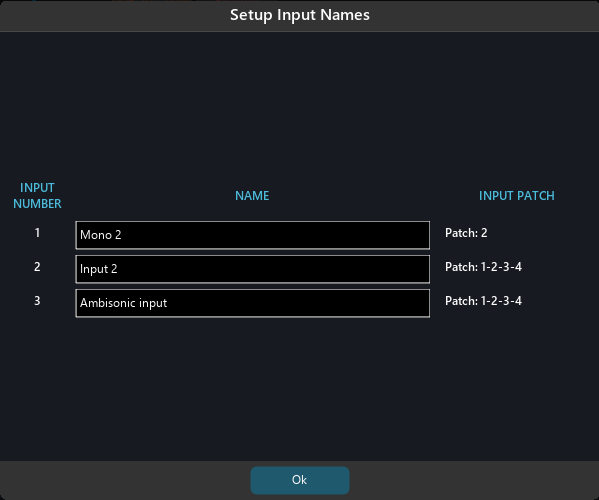 Setup Input Names
INPUT NUMBER NAME INPUT PATCH
1 Mono 2 Patch: 2
2 Input 2 Patch: 1-2-3-4
3 Ambisonic input Patch: 1-2-3-4
Ok